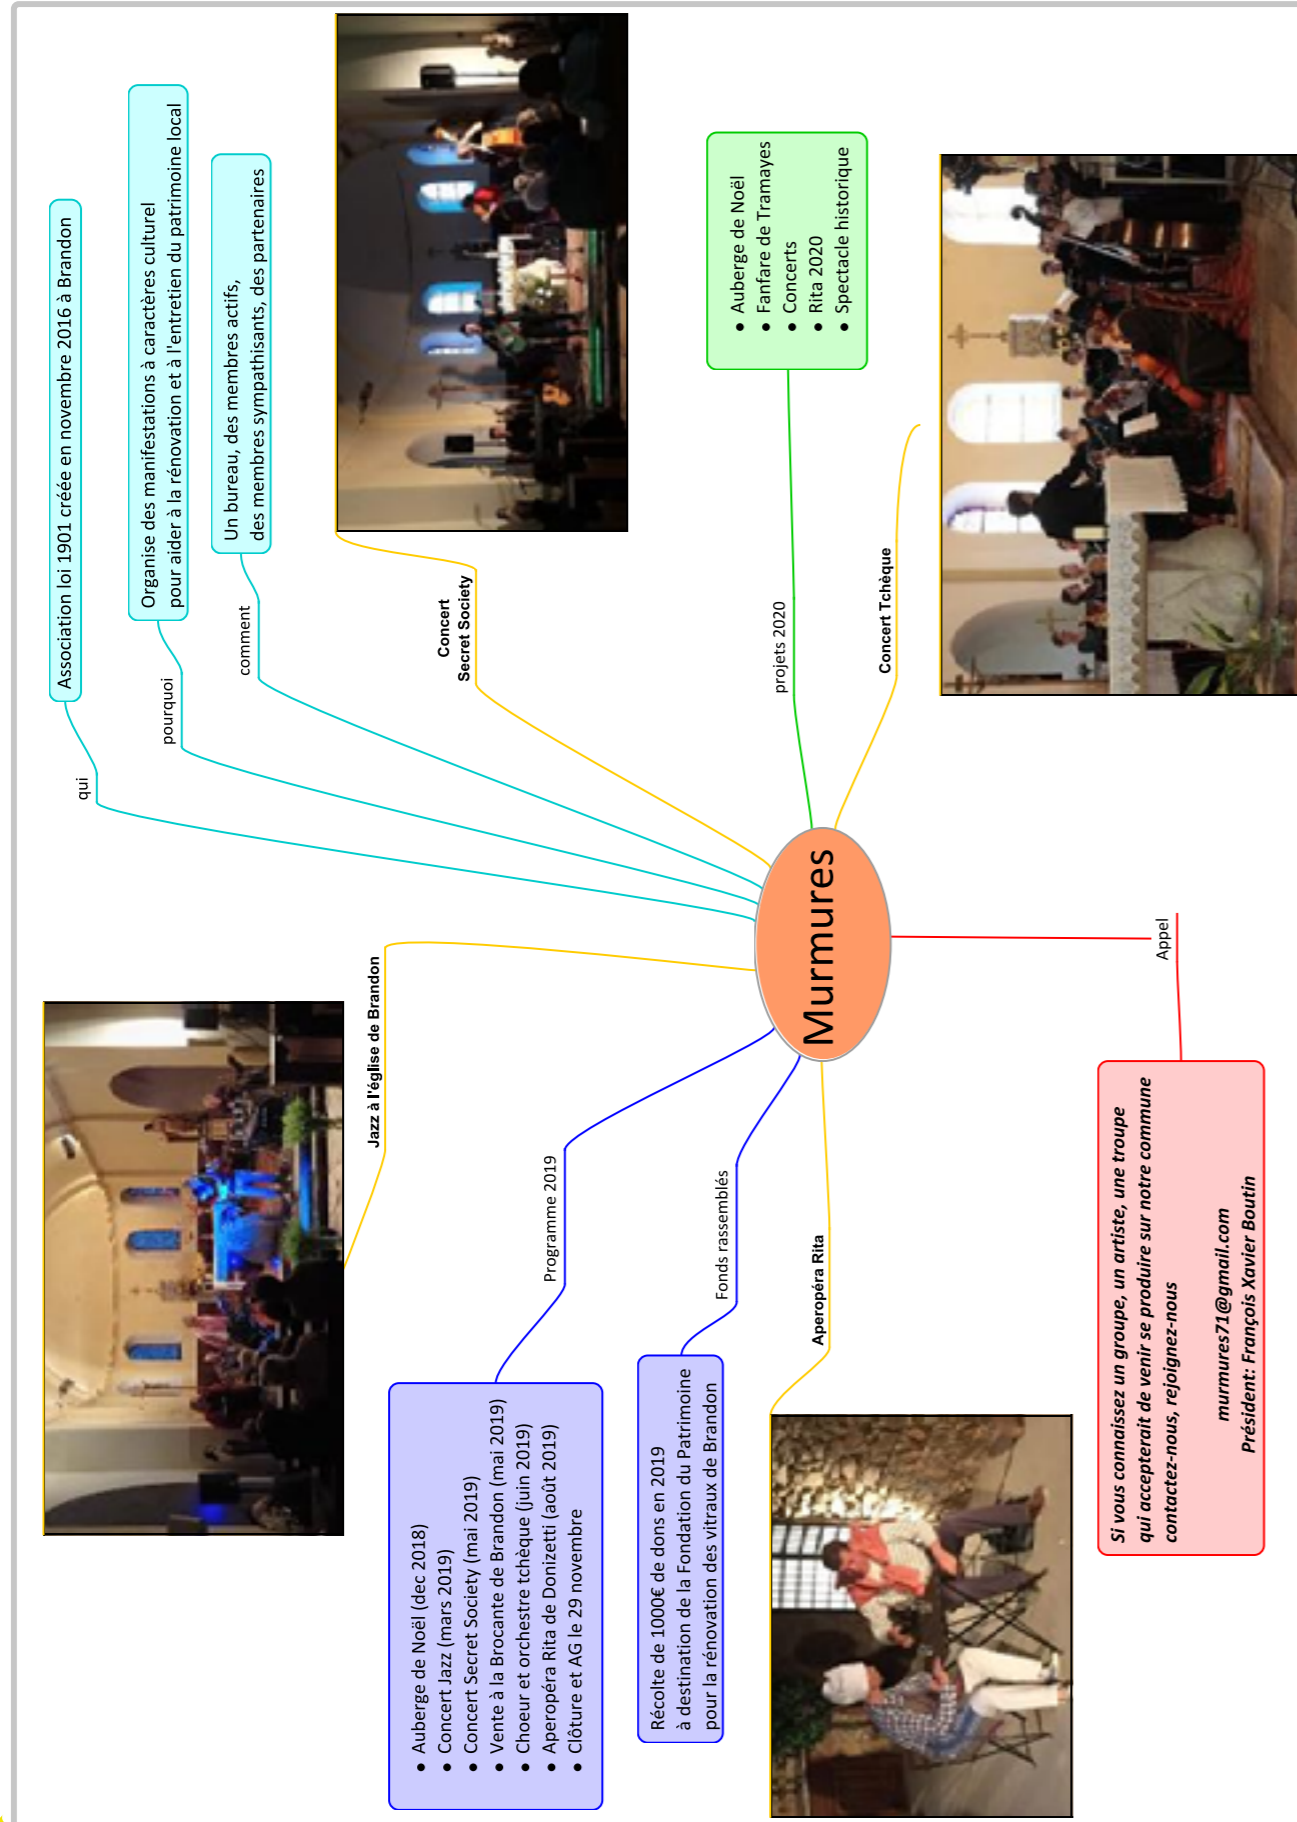 Murmures
qui
Association loi 1901 créée en novembre 2016 à Brandon
pourquoi
Organise des manifestations à caractères culturel
pour aider à la rénovation et à l'entretien du patrimoine local
comment
Un bureau, des membres actifs,
des membres sympathisants, des partenaires
Concert
Secret Society
projets 2020
● Auberge de Noël
● Fanfare de Tramayes
● Concerts
● Rita 2020
● Spectacle historique
Concert Tchèque
Appel
Si vous connaissez un groupe, un artiste, une troupe
qui accepterait de venir se produire sur notre commune
contactez-nous, rejoignez-nous
murmures71@gmail.com
Président: François Xavier Boutin
Aperopéra Rita
Fonds rassemblés
Récolte de 1000€ de dons en 2019
à destination de la Fondation du Patrimoine
pour la rénovation des vitraux de Brandon
Programme 2019
● Auberge de Noël (dec 2018)
● Concert Jazz (mars 2019)
● Concert Secret Society (mai 2019)
● Vente à la Brocante de Brandon (mai 2019)
● Choeur et orchestre tchèque (juin 2019)
● Aperopéra Rita de Donizetti (août 2019)
● Clôture et AG le 29 novembre
Jazz à l'église de Brandon